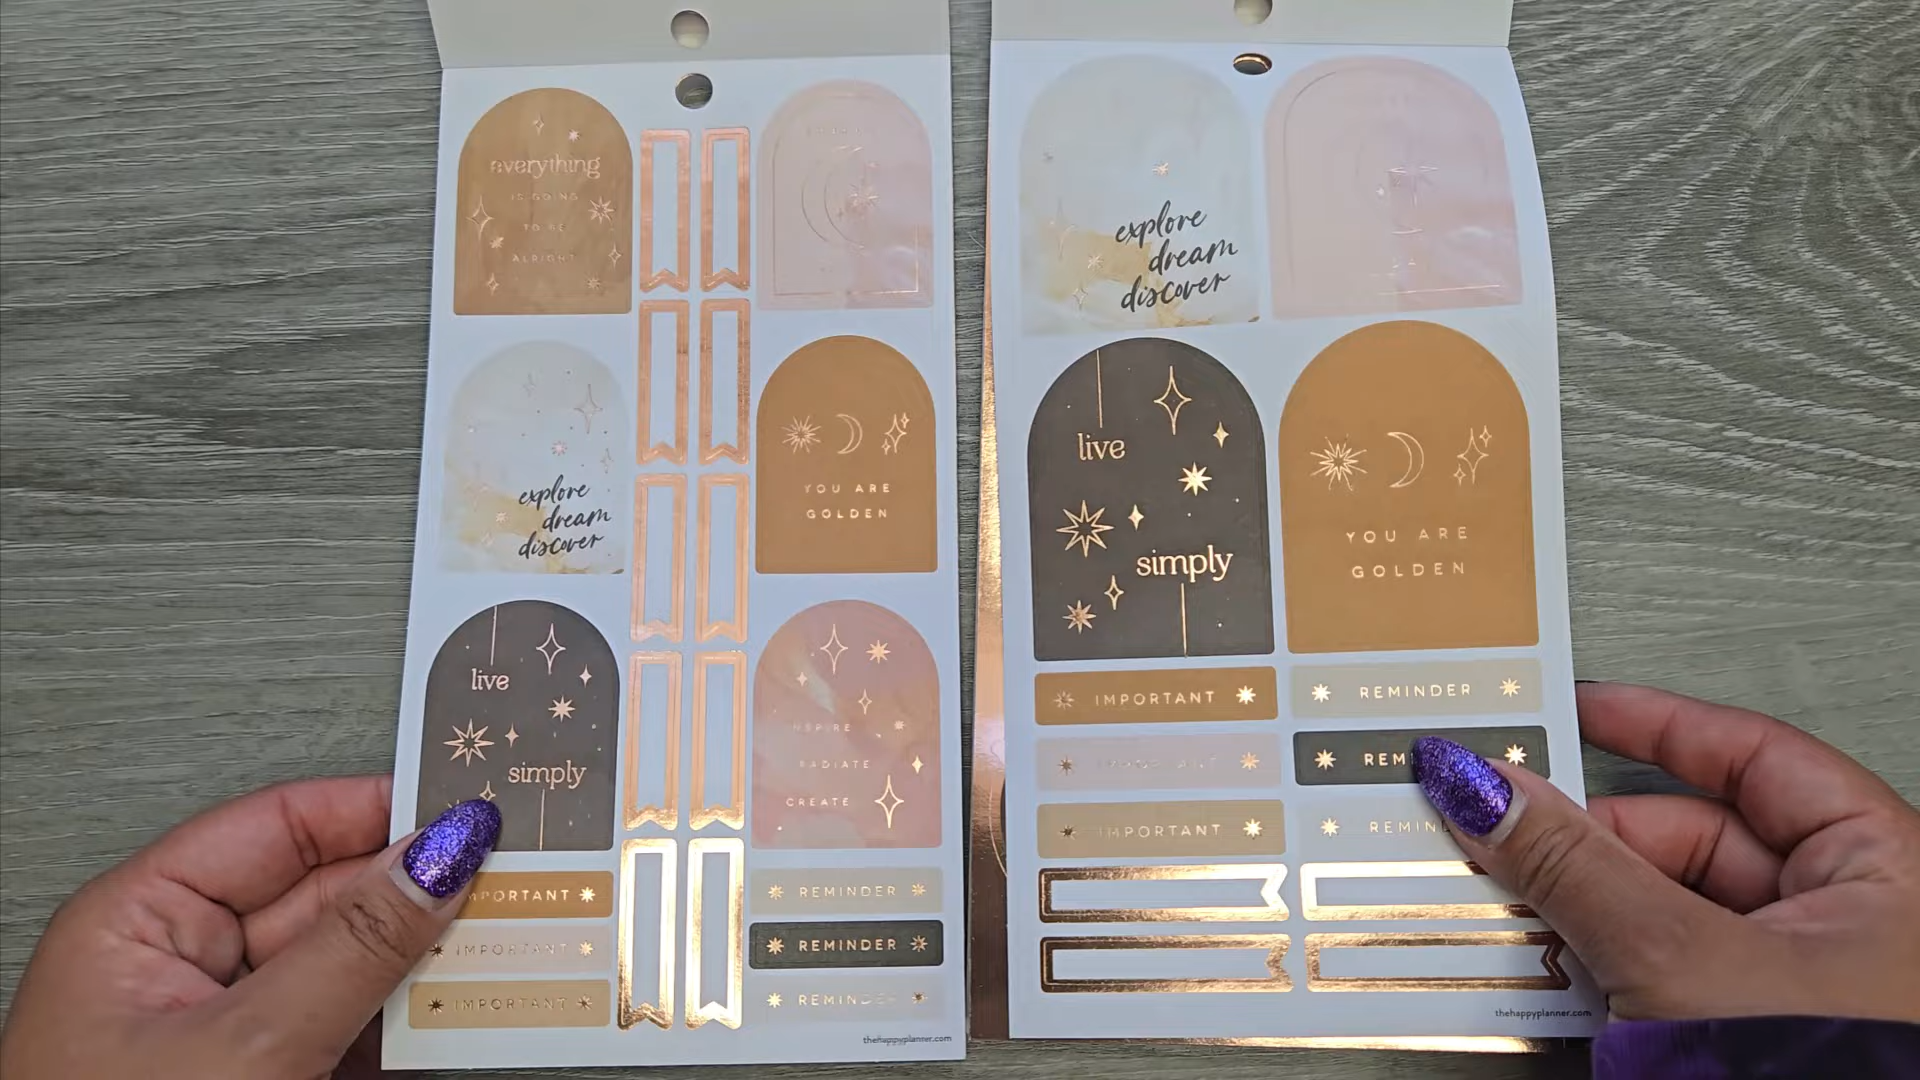 everything
IS GOING
TO BE
ALRIGHT
explore
dream
discover
YOU ARE
GOLDEN
live
simply
INSPIRE
RADIATE
CREATE
IMPORTANT
IMPORTANT
IMPORTANT
REMINDER
REMINDER
REMINDER
thehappyplanner.com
explore
dream
discover
live
simply
YOU ARE
GOLDEN
IMPORTANT
REMINDER
IMPORTANT
IMPORTANT
thehappyplanner.com